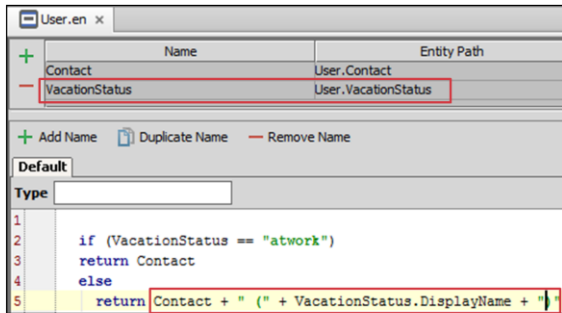 User.en ×
Name Entity Path
Contact User.Contact
VacationStatus User.VacationStatus
Add Name Duplicate Name Remove Name
Default
Type
1
2 if (VacationStatus == "atwork")
3 return Contact
4 else
5 return Contact + " (" + VacationStatus.DisplayName + ")"